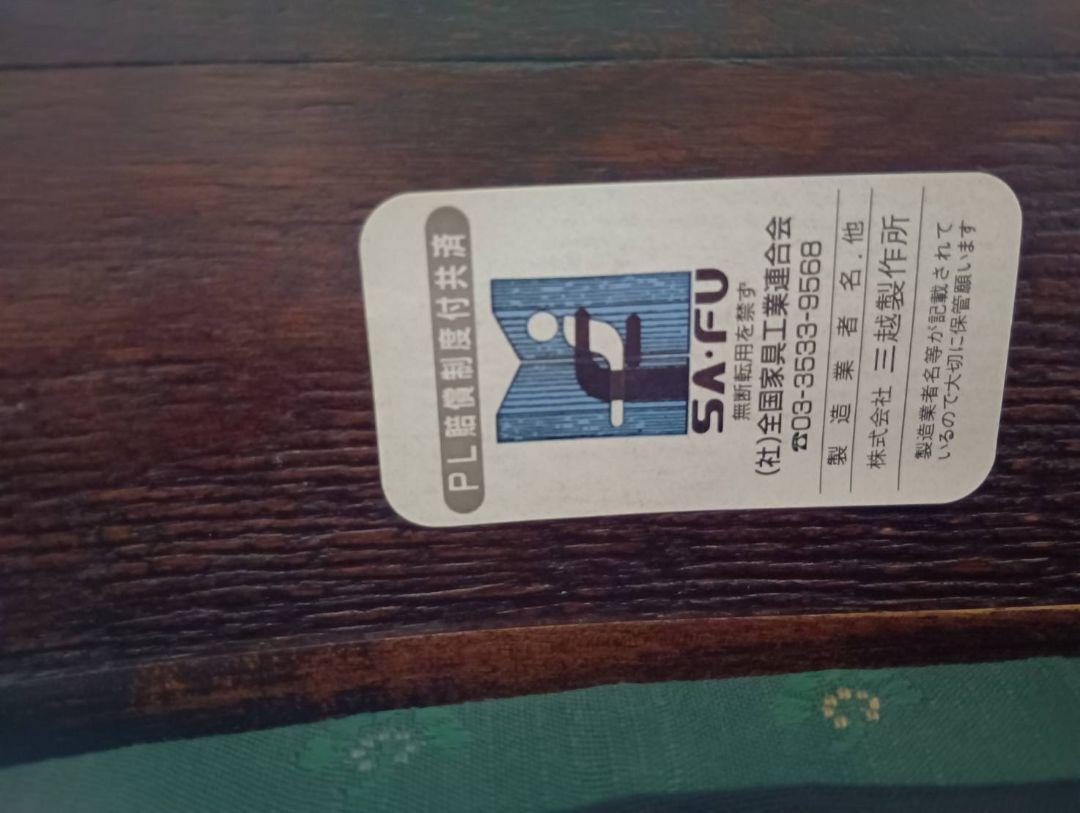 PL賠償制度付共済
SA・FU
無断転用を禁ず
(社)全国家具工業連合会
☎03-3533-9568
製造業者名.他
株式会社 三越製作所
製造業者名等が記載されて
いるので大切に保管願います